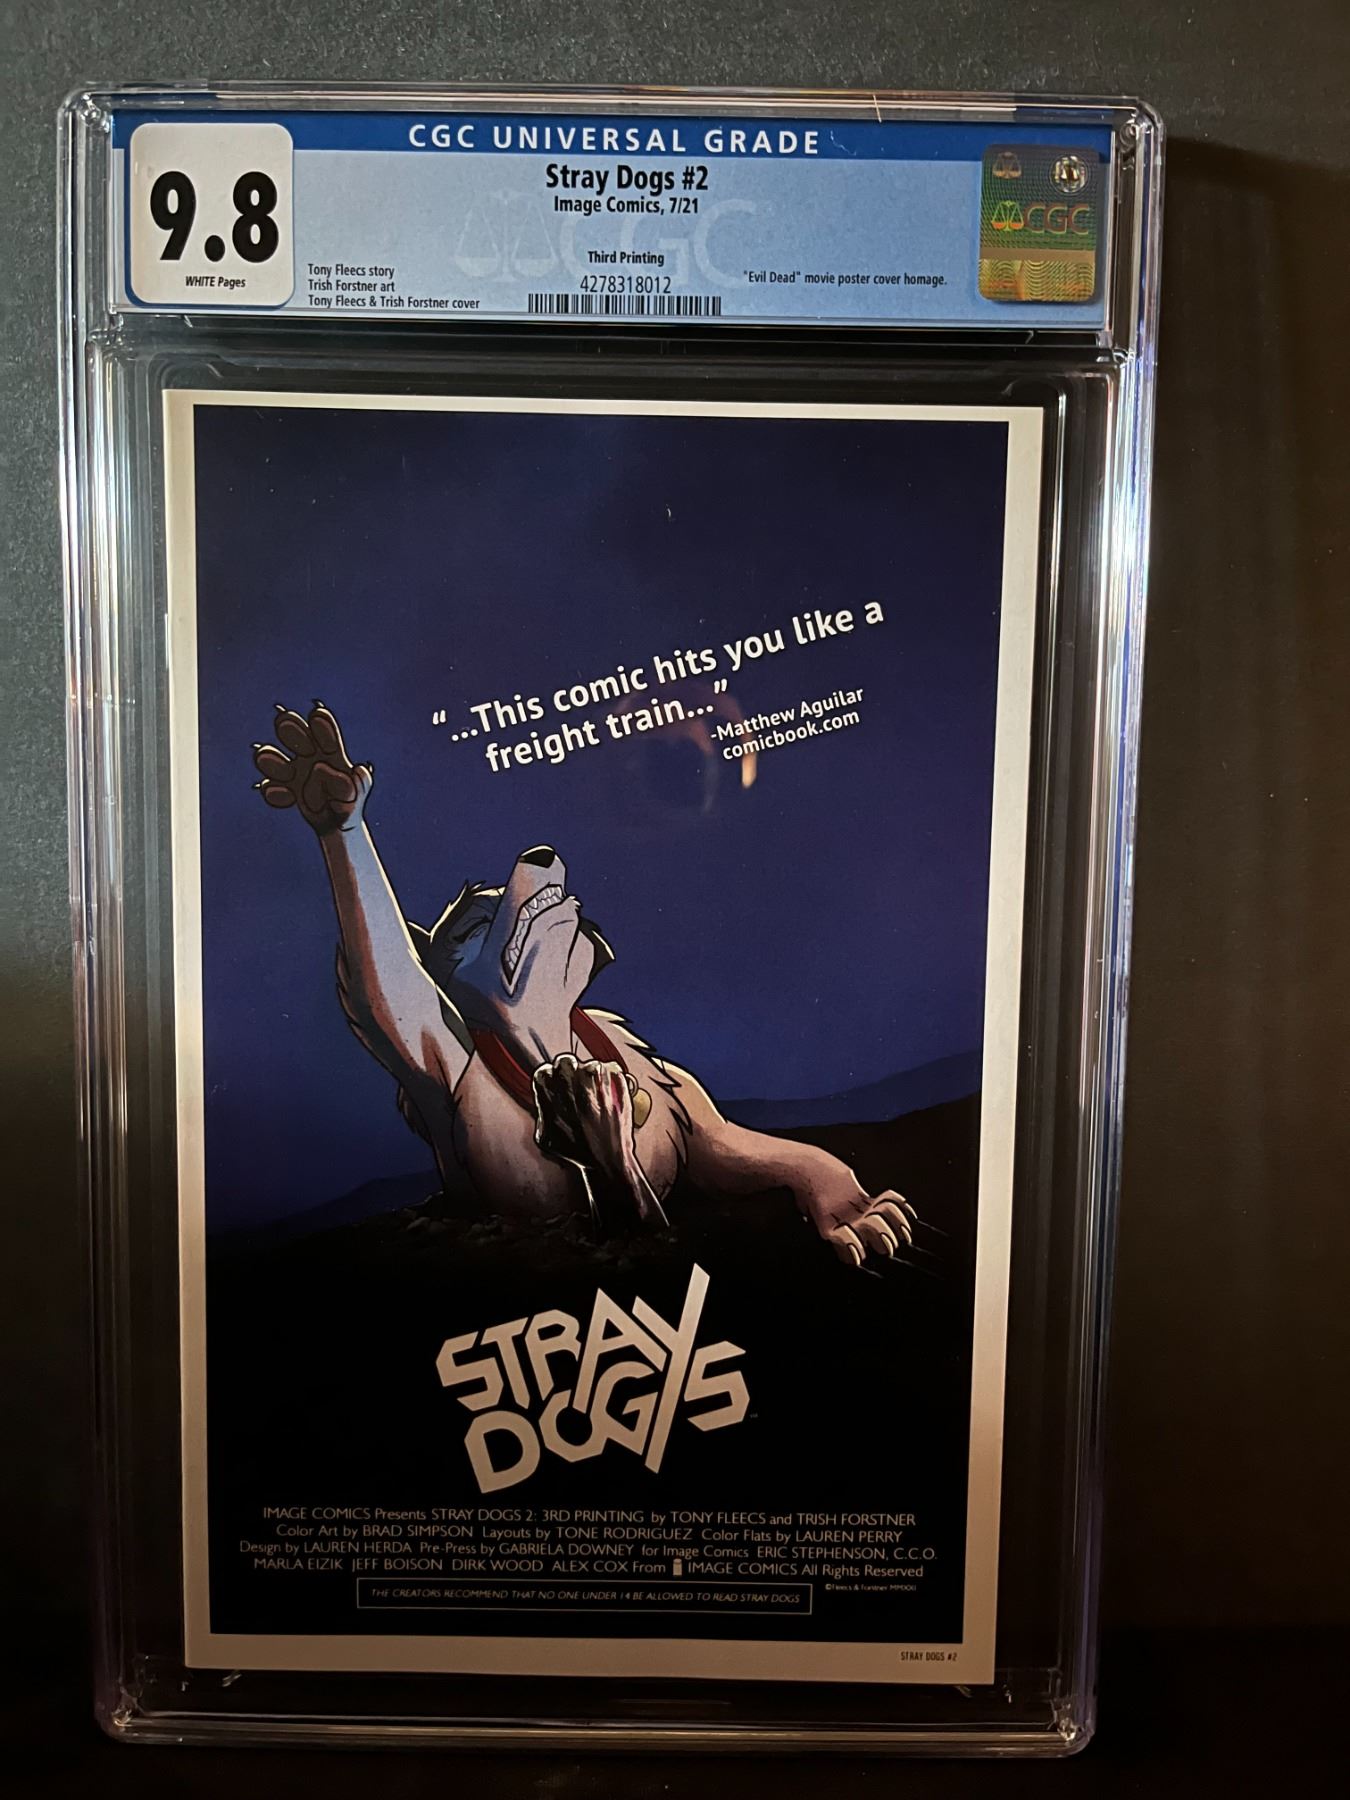 CGC UNIVERSAL GRADE
9.8
WHITE Pages
Stray Dogs #2
Image Comics, 7/21
Third Printing
4278318012
Tony Fleecs story
Trish Forstner art
Tony Fleecs & Trish Forstner cover
"Evil Dead" movie poster cover homage.
CGC
CGC
“...This comic hits you like a
freight train...”
-Matthew Aguilar
comicbook.com
STRAY
DOGS
IMAGE COMICS Presents STRAY DOGS 2: 3RD PRINTING by TONY FLEECS and TRISH FORSTNER
Color Art by BRAD SIMPSON Layouts by TONE RODRIGUEZ Color Flats by LAUREN PERRY
Design by LAUREN HERDA Pre-Press by GABRIELA DOWNEY for Image Comics ERIC STEPHENSON, C.C.O.
MARLA EIZIK JEFF BOISON DIRK WOOD ALEX COX From IMAGE COMICS All Rights Reserved
©Fleecs & Forstner
THE CREATORS RECOMMEND THAT NO ONE UNDER 14 BE ALLOWED TO READ STRAY DOGS
STRAY DOGS #2